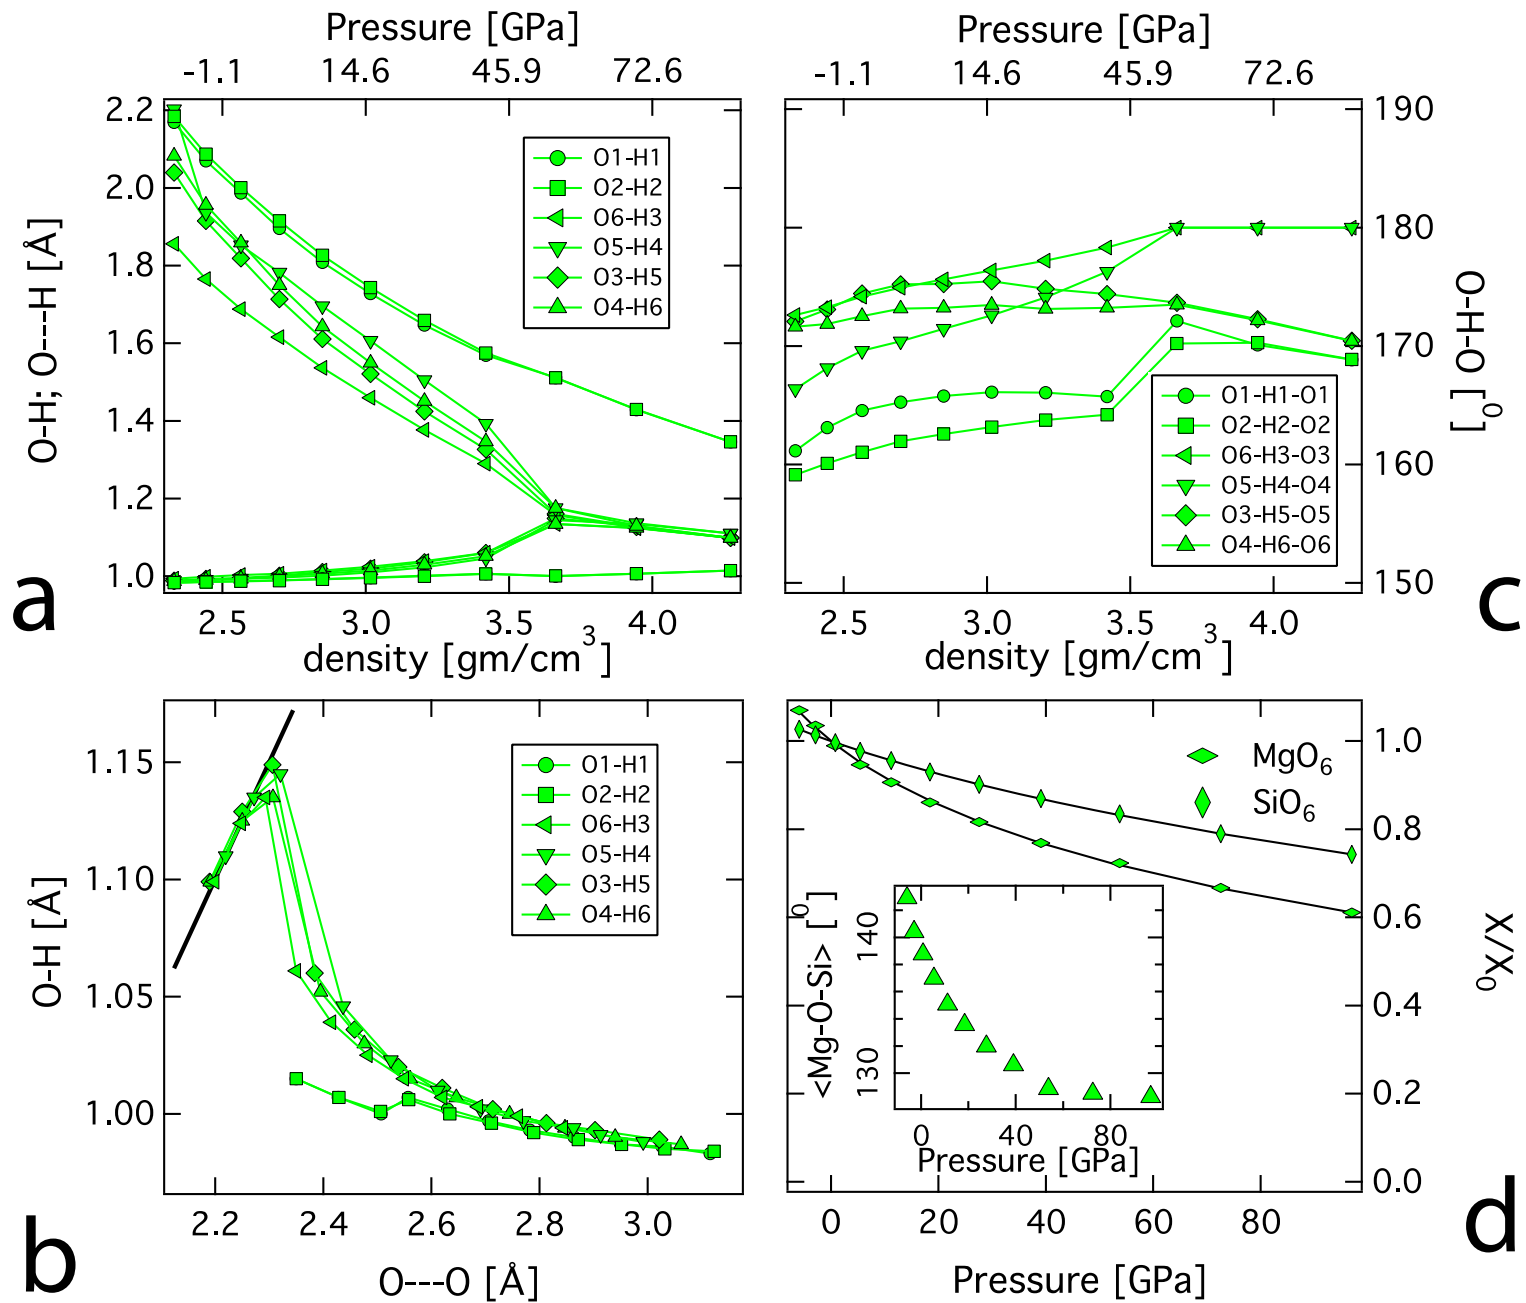 Pressure [GPa]
-1.1 14.6 45.9 72.6
2.2
2.0
1.8
1.6
1.4
1.2
1.0
O-H; O---H [Å]
O1-H1
O2-H2
O6-H3
O5-H4
O3-H5
O4-H6
2.5 3.0 3.5 4.0
density [gm/cm³]
a
Pressure [GPa]
-1.1 14.6 45.9 72.6
190
180
170
160
150
O-H-O [⁰]
O1-H1-O1
O2-H2-O2
O6-H3-O3
O5-H4-O4
O3-H5-O5
O4-H6-O6
2.5 3.0 3.5 4.0
density [gm/cm³]
c
1.15
1.10
1.05
1.00
O-H [Å]
O1-H1
O2-H2
O6-H3
O5-H4
O3-H5
O4-H6
2.2 2.4 2.6 2.8 3.0
O---O [Å]
b
1.0
0.8
0.6
0.4
0.2
0.0
X/X₀
MgO₆
SiO₆
<Mg-O-Si> [⁰]
140
130
0 40 80
Pressure [GPa]
0 20 40 60 80
Pressure [GPa]
d